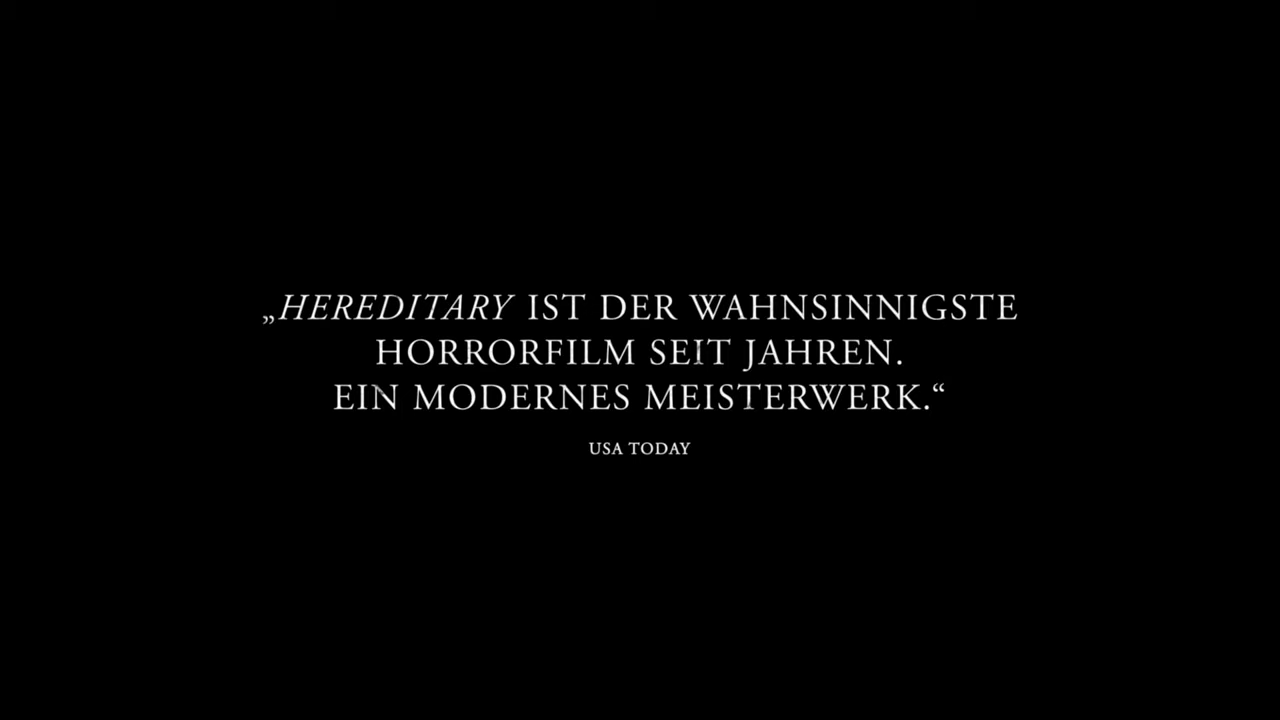 „HEREDITARY IST DER WAHNSINNIGSTE
HORRORFILM SEIT JAHREN.
EIN MODERNES MEISTERWERK.“
USA TODAY